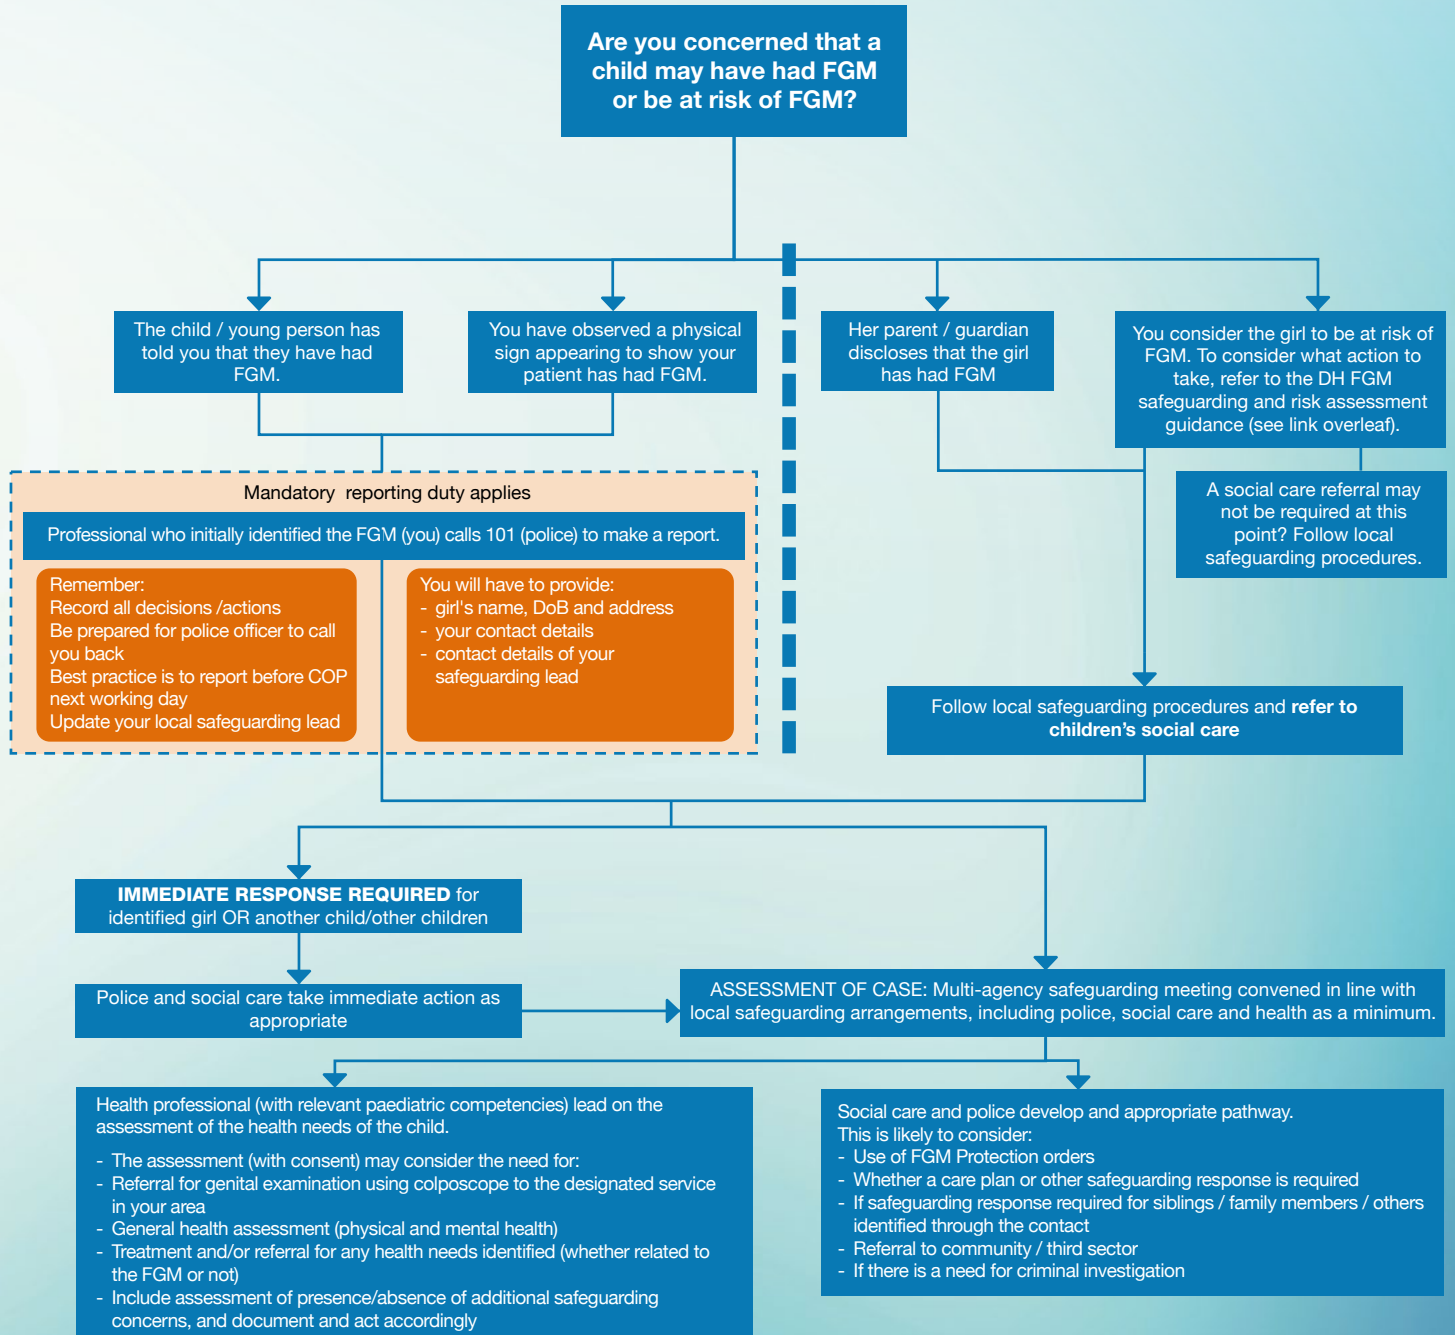 Are you concerned that a
child may have had FGM
or be at risk of FGM?
The child / young person has
told you that they have had
FGM.
You have observed a physical
sign appearing to show your
patient has had FGM.
Her parent / guardian
discloses that the girl
has had FGM
You consider the girl to be at risk of
FGM. To consider what action to
take, refer to the DH FGM
safeguarding and risk assessment
guidance (see link overleaf).
Mandatory reporting duty applies
Professional who initially identified the FGM (you) calls 101 (police) to make a report.
Remember:
Record all decisions /actions
Be prepared for police officer to call
you back
Best practice is to report before COP
next working day
Update your local safeguarding lead
You will have to provide:
- girl's name, DoB and address
- your contact details
- contact details of your
safeguarding lead
A social care referral may
not be required at this
point? Follow local
safeguarding procedures.
Follow local safeguarding procedures and refer to
children's social care
IMMEDIATE RESPONSE REQUIRED for
identified girl OR another child/other children
Police and social care take immediate action as
appropriate
ASSESSMENT OF CASE: Multi-agency safeguarding meeting convened in line with
local safeguarding arrangements, including police, social care and health as a minimum.
Health professional (with relevant paediatric competencies) lead on the
assessment of the health needs of the child.
- The assessment (with consent) may consider the need for:
- Referral for genital examination using colposcope to the designated service
in your area
- General health assessment (physical and mental health)
- Treatment and/or referral for any health needs identified (whether related to
the FGM or not)
- Include assessment of presence/absence of additional safeguarding
concerns, and document and act accordingly
Social care and police develop and appropriate pathway.
This is likely to consider:
- Use of FGM Protection orders
- Whether a care plan or other safeguarding response is required
- If safeguarding response required for siblings / family members / others
identified through the contact
- Referral to community / third sector
- If there is a need for criminal investigation